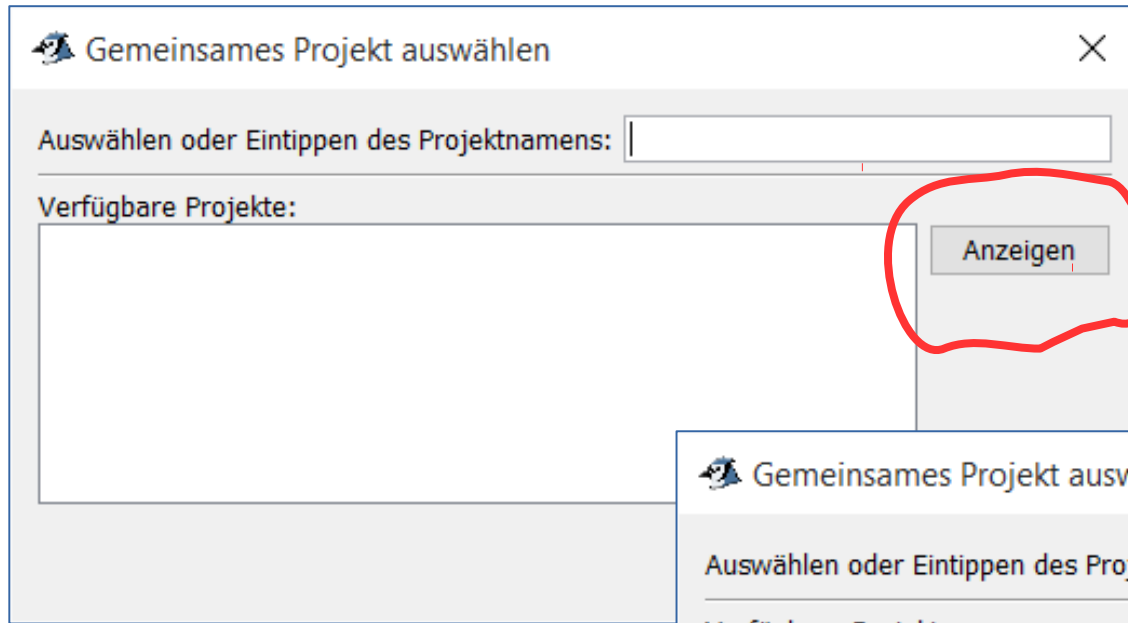 Gemeinsames Projekt auswählen
Auswählen oder Eintippen des Projektnamens:
Verfügbare Projekte:
Anzeigen
Gemeinsames Projekt ausw
Auswählen oder Eintippen des Proj